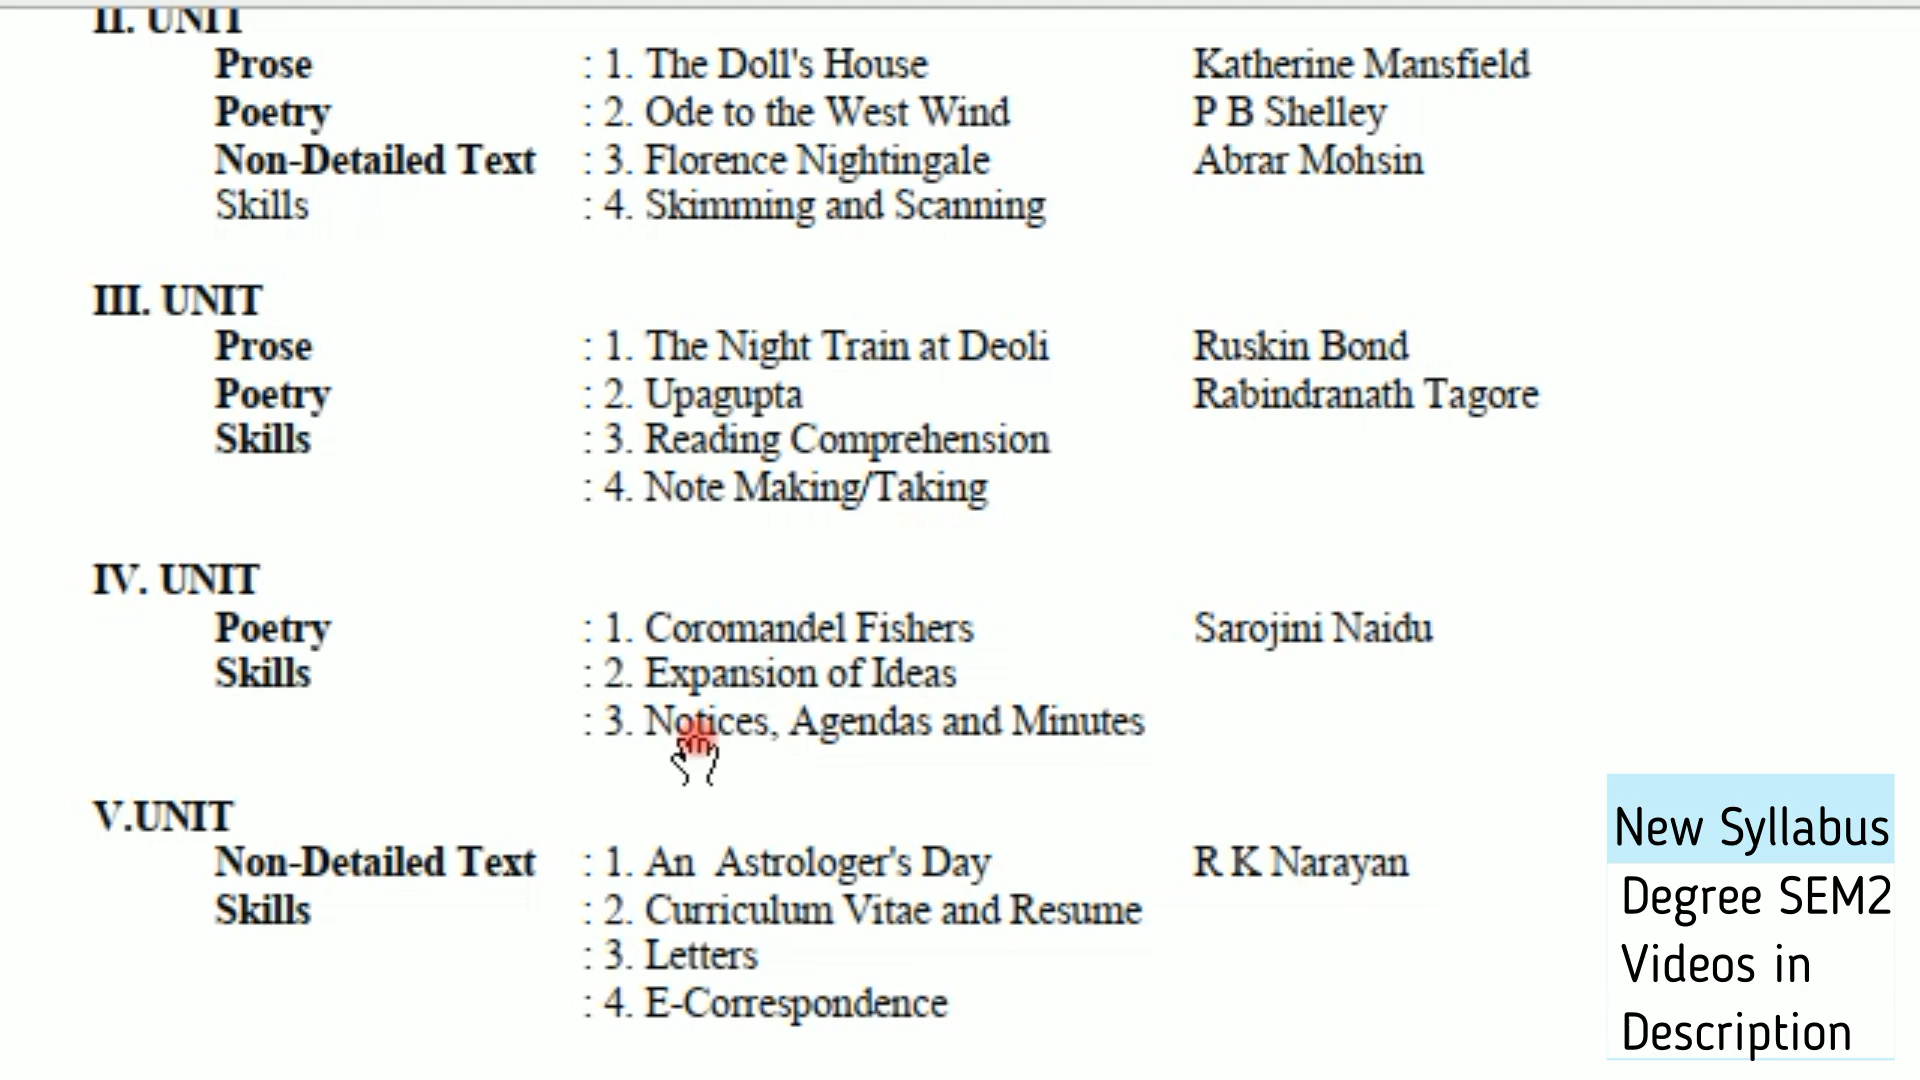 II. UNIT
Prose : 1. The Doll's House Katherine Mansfield
Poetry : 2. Ode to the West Wind P B Shelley
Non-Detailed Text : 3. Florence Nightingale Abrar Mohsin
Skills : 4. Skimming and Scanning
III. UNIT
Prose : 1. The Night Train at Deoli Ruskin Bond
Poetry : 2. Upagupta Rabindranath Tagore
Skills : 3. Reading Comprehension
: 4. Note Making/Taking
IV. UNIT
Poetry : 1. Coromandel Fishers Sarojini Naidu
Skills : 2. Expansion of Ideas
: 3. Notices, Agendas and Minutes
V.UNIT
Non-Detailed Text : 1. An Astrologer's Day R K Narayan
Skills : 2. Curriculum Vitae and Resume
: 3. Letters
: 4. E-Correspondence
New Syllabus
Degree SEM2
Videos in
Description